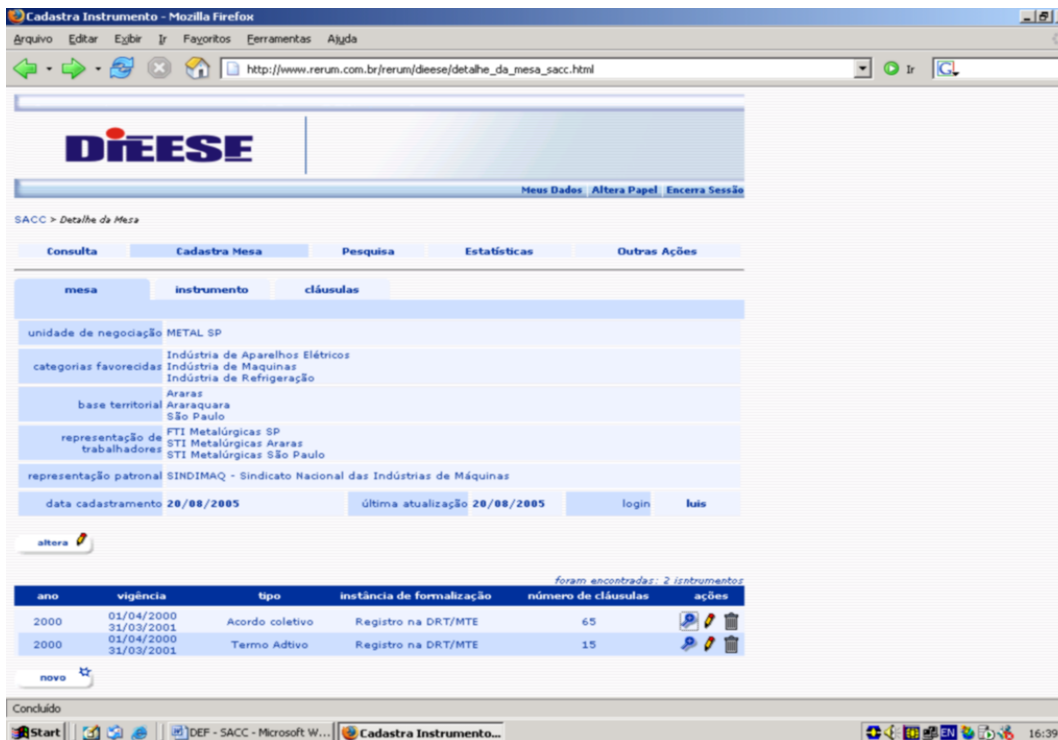 Cadastra Instrumento - Mozilla Firefox
Arquivo Editar Exibir Ir Favoritos Ferramentas Ajuda
http://www.rerum.com.br/rerum/dieese/detalhe_da_mesa_sacc.html Ir G
DIEESE
Meus Dados Altera Papel Encerra Sessão
SACC > Detalhe da Mesa
Consulta Cadastra Mesa Pesquisa Estatísticas Outras Ações
mesa instrumento cláusulas
unidade de negociação METAL SP
categorias favorecidas Indústria de Aparelhos Elétricos
Indústria de Maquinas
Indústria de Refrigeração
base territorial Araras
Araraquara
São Paulo
representação de trabalhadores FTI Metalúrgicas SP
STI Metalúrgicas Araras
STI Metalúrgicas São Paulo
representação patronal SINDIMAQ - Sindicato Nacional das Indústrias de Máquinas
data cadastramento 20/08/2005 última atualização 20/08/2005 login luis
altera
foram encontradas: 2 isntrumentos
ano vigência tipo instância de formalização número de cláusulas ações
2000 01/04/2000 31/03/2001 Acordo coletivo Registro na DRT/MTE 65
2000 01/04/2000 31/03/2001 Termo Adtivo Registro na DRT/MTE 15
novo
Concluído
Start DEF - SACC - Microsoft W... Cadastra Instrumento... EN 16:39